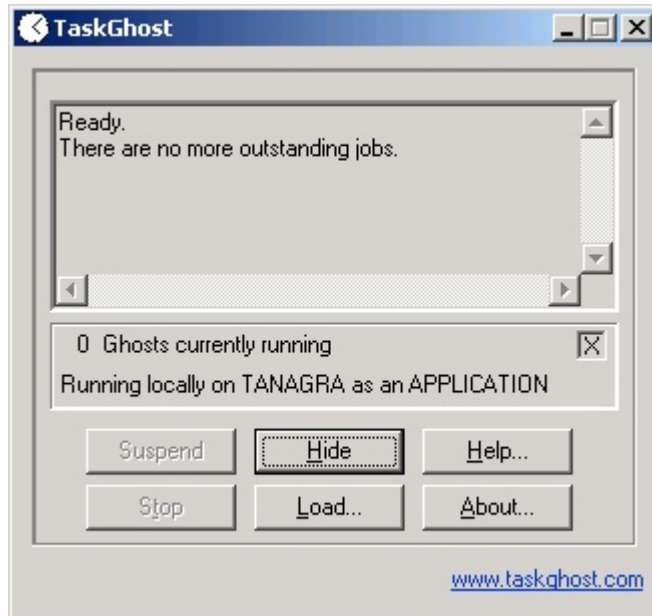 TaskGhost
Ready.
There are no more outstanding jobs.
0 Ghosts currently running
Running locally on TANAGRA as an APPLICATION
Suspend Hide Help...
Stop Load... About...
www.taskghost.com